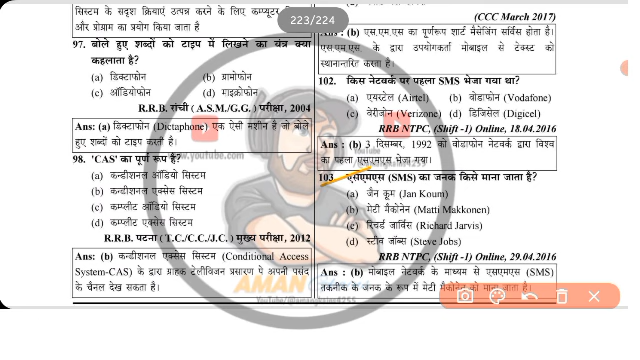 सिस्टम के सदृश क्रियाएं उत्पन्न करने के लिए कम्प्यूटर
और प्रोग्राम का प्रयोग किया जाता है
97. बोले हुए शब्दों को टाइप में लिखने का यंत्र क्या
कहलाता है?
(a) डिक्टाफोन (b) ग्रामोफोन
(c) ऑडियोफोन (d) माइक्रोफोन
R.R.B. रांची (A.S.M./G.G.) परीक्षा, 2004
Ans: (a) डिक्टाफोन (Dictaphone) एक ऐसी मशीन है जो बोले
हुए शब्दों को टाइप करती है।
98. 'CAS' का पूर्ण रूप है?
(a) कन्डीशनल ऑडियो सिस्टम
(b) कन्डीशनल एक्सेस सिस्टम
(c) कम्प्लीट ऑडियो सिस्टम
(d) कम्प्लीट एक्सेस सिस्टम
R.R.B. पटना (T.C./C.C./J.C.) मुख्य परीक्षा, 2012
Ans: (b) कन्डीशनल एक्सेस सिस्टम (Conditional Access
System-CAS) के द्वारा ग्राहक टेलीविजन प्रसारण पे अपनी पसंद
के चैनल देख सकता है।
223/224
(CCC March 2017)
Ans : (b) एस.एम.एस का पूर्णरूप शार्ट मैसेजिंग सर्विस होता है।
एस.एम.एस. के द्वारा उपयोगकर्ता मोबाइल से टेक्स्ट को
स्थानान्तरित करता है।
102. किस नेटवर्क पर पहला SMS भेजा गया था?
(a) एयरटेल (Airtel) (b) वोडाफोन (Vodafone)
(c) वेरीजोन (Verizone) (d) डिजिसेल (Digicel)
RRB NTPC, (Shift -1) Online, 18.04.2016
Ans : (b) 3 दिसम्बर, 1992 को वोडाफोन नेटवर्क द्वारा विश्व
का पहला एसएमएस भेजा गया।
103 एसएमएस (SMS) का जनक किसे माना जाता है?
(a) जैन कूम (Jan Koum)
(b) मेटी मैकोनेन (Matti Makkonen)
(c) रिचर्ड जार्विस (Richard Jarvis)
(d) स्टीव जॉब्स (Steve Jobs)
RRB NTPC, (Shift -1) Online, 29.04.2016
Ans : (b) मोबाइल नेटवर्क के माध्यम से एसएमएस (SMS)
तकनीक के जनक के रूप में मेटी मैकोनेन को माना जाता है।